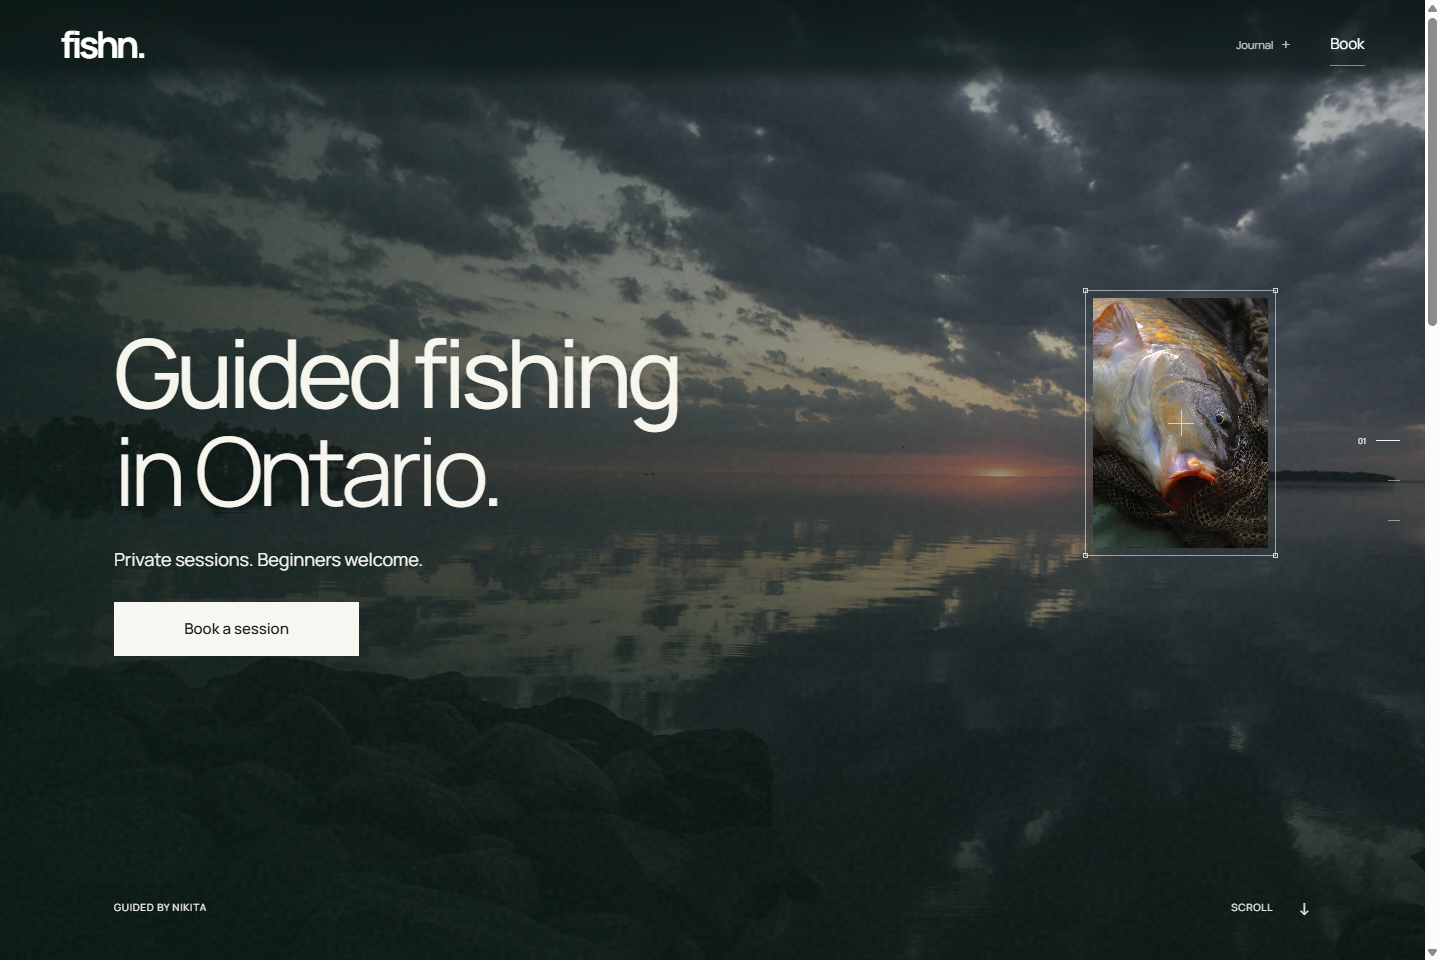 fishn.
Journal +
Book
Guided fishing
in Ontario.
Private sessions. Beginners welcome.
Book a session
01
GUIDED BY NIKITA
SCROLL ↓